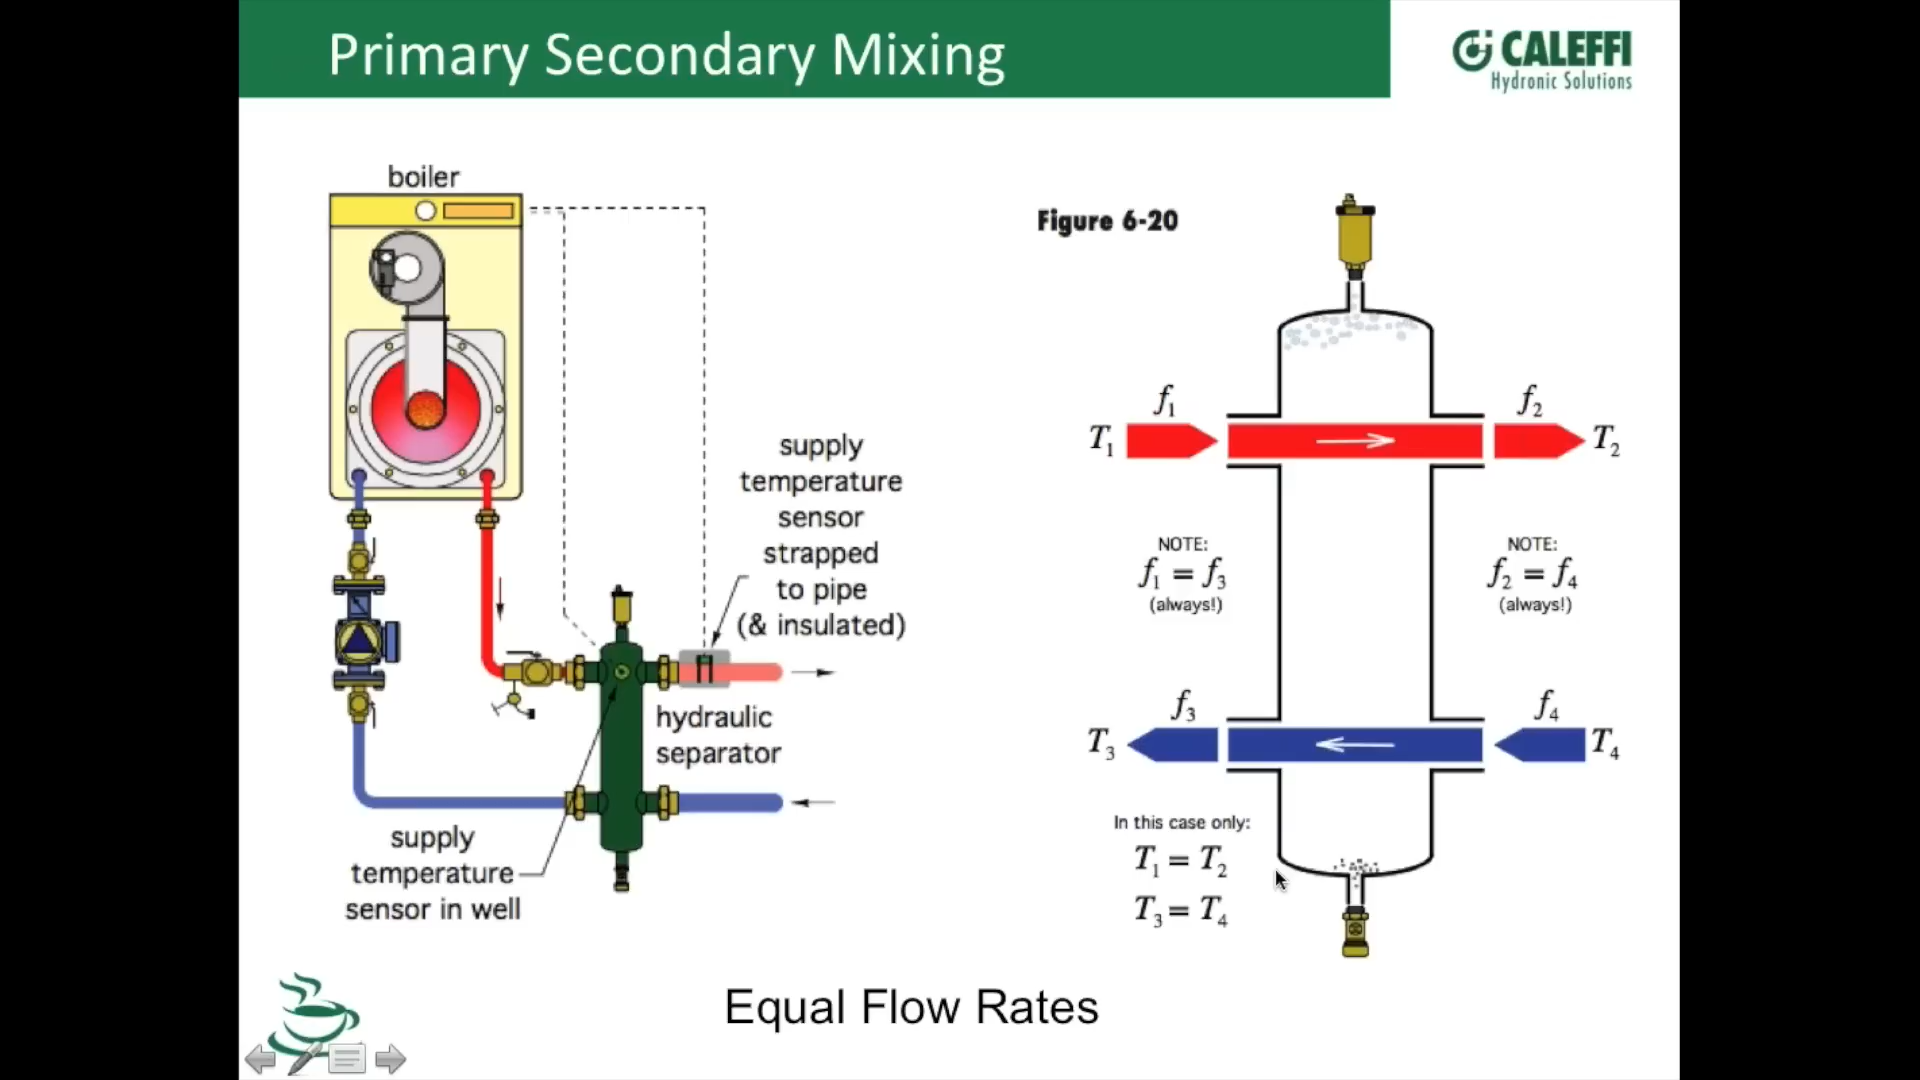 Primary Secondary Mixing
CALEFFI
Hydronic Solutions
boiler
supply
temperature
sensor
strapped
to pipe
(& insulated)
hydraulic
separator
supply
temperature
sensor in well
Figure 6-20
f₁
f₂
T₁
T₂
NOTE:
f₁ = f₃
(always!)
NOTE:
f₂ = f₄
(always!)
f₃
f₄
T₃
T₄
In this case only:
T₁ = T₂
T₃ = T₄
Equal Flow Rates